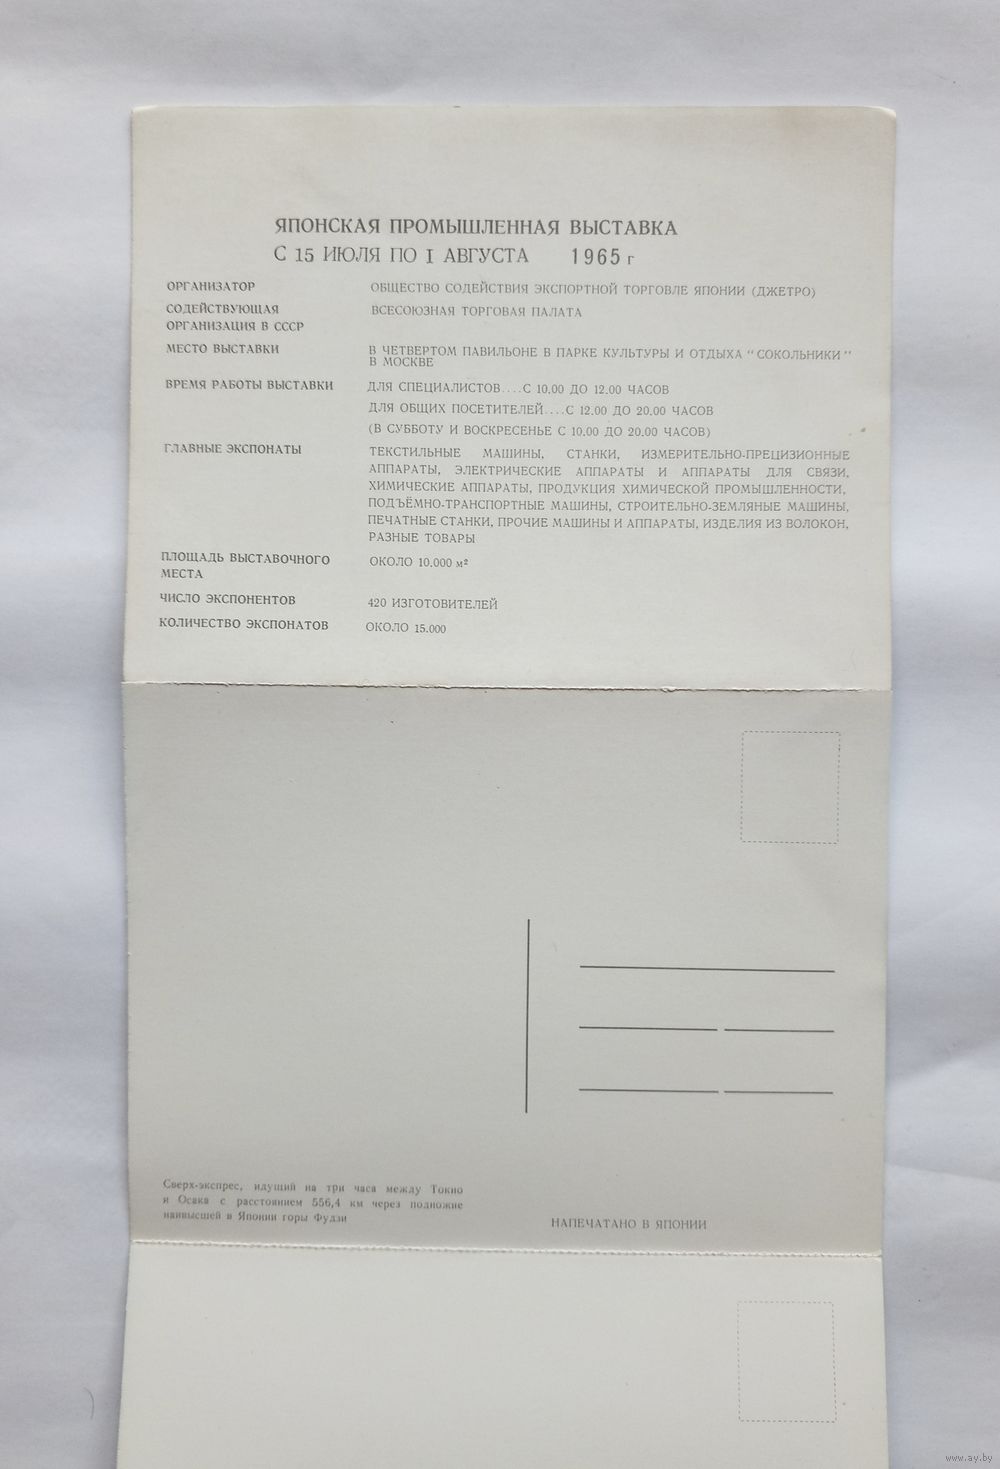 ЯПОНСКАЯ ПРОМЫШЛЕННАЯ ВЫСТАВКА
С 15 ИЮЛЯ ПО I АВГУСТА 1965 г
ОРГАНИЗАТОР ОБЩЕСТВО СОДЕЙСТВИЯ ЭКСПОРТНОЙ ТОРГОВЛЕ ЯПОНИИ (ДЖЕТРО)
СОДЕЙСТВУЮЩАЯ ВСЕСОЮЗНАЯ ТОРГОВАЯ ПАЛАТА
ОРГАНИЗАЦИЯ В СССР
МЕСТО ВЫСТАВКИ В ЧЕТВЕРТОМ ПАВИЛЬОНЕ В ПАРКЕ КУЛЬТУРЫ И ОТДЫХА "СОКОЛЬНИКИ"
В МОСКВЕ
ВРЕМЯ РАБОТЫ ВЫСТАВКИ ДЛЯ СПЕЦИАЛИСТОВ....С 10.00 ДО 12.00 ЧАСОВ
ДЛЯ ОБЩИХ ПОСЕТИТЕЛЕЙ....С 12.00 ДО 20.00 ЧАСОВ
(В СУББОТУ И ВОСКРЕСЕНЬЕ С 10.00 ДО 20.00 ЧАСОВ)
ГЛАВНЫЕ ЭКСПОНАТЫ ТЕКСТИЛЬНЫЕ МАШИНЫ, СТАНКИ, ИЗМЕРИТЕЛЬНО-ПРЕЦИЗИОННЫЕ
АППАРАТЫ, ЭЛЕКТРИЧЕСКИЕ АППАРАТЫ И АППАРАТЫ ДЛЯ СВЯЗИ,
ХИМИЧЕСКИЕ АППАРАТЫ, ПРОДУКЦИЯ ХИМИЧЕСКОЙ ПРОМЫШЛЕННОСТИ,
ПОДЪЁМНО-ТРАНСПОРТНЫЕ МАШИНЫ, СТРОИТЕЛЬНО-ЗЕМЛЯНЫЕ МАШИНЫ,
ПЕЧАТНЫЕ СТАНКИ, ПРОЧИЕ МАШИНЫ И АППАРАТЫ, ИЗДЕЛИЯ ИЗ ВОЛОКОН,
РАЗНЫЕ ТОВАРЫ
ПЛОЩАДЬ ВЫСТАВОЧНОГО ОКОЛО 10.000 м²
МЕСТА
ЧИСЛО ЭКСПОНЕНТОВ 420 ИЗГОТОВИТЕЛЕЙ
КОЛИЧЕСТВО ЭКСПОНАТОВ ОКОЛО 15.000
Сверх-экспрес, идущий на три часа между Токио
и Осака с расстоянием 556,4 км через подножие
наивысшей в Японии горы Фудзи
НАПЕЧАТАНО В ЯПОНИИ
www.ay.by